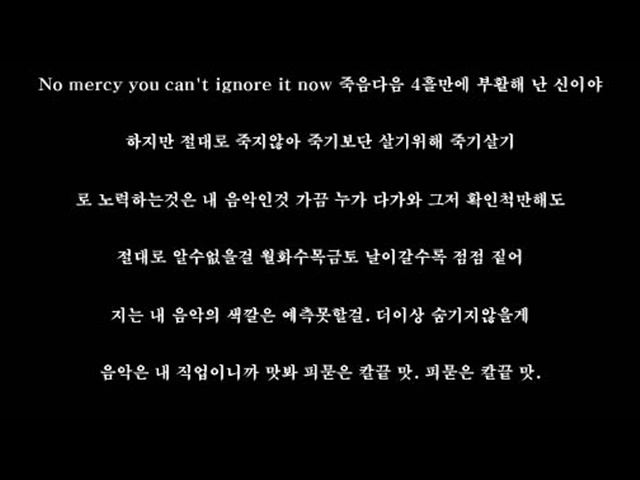 No mercy you can't ignore it now 죽음다음 4흘만에 부활해 난 신이야
하지만 절대로 죽지않아 죽기보단 살기위해 죽기살기
로 노력하는것은 내 음악인것 가끔 누가 다가와 그저 확인척만해도
절대로 알수없을걸 월화수목금토 날이갈수록 점점 짙어
지는 내 음악의 색깔은 예측못할걸. 더이상 숨기지않을게
음악은 내 직업이니까 맛봐 피묻은 칼끝 맛. 피묻은 칼끝 맛.